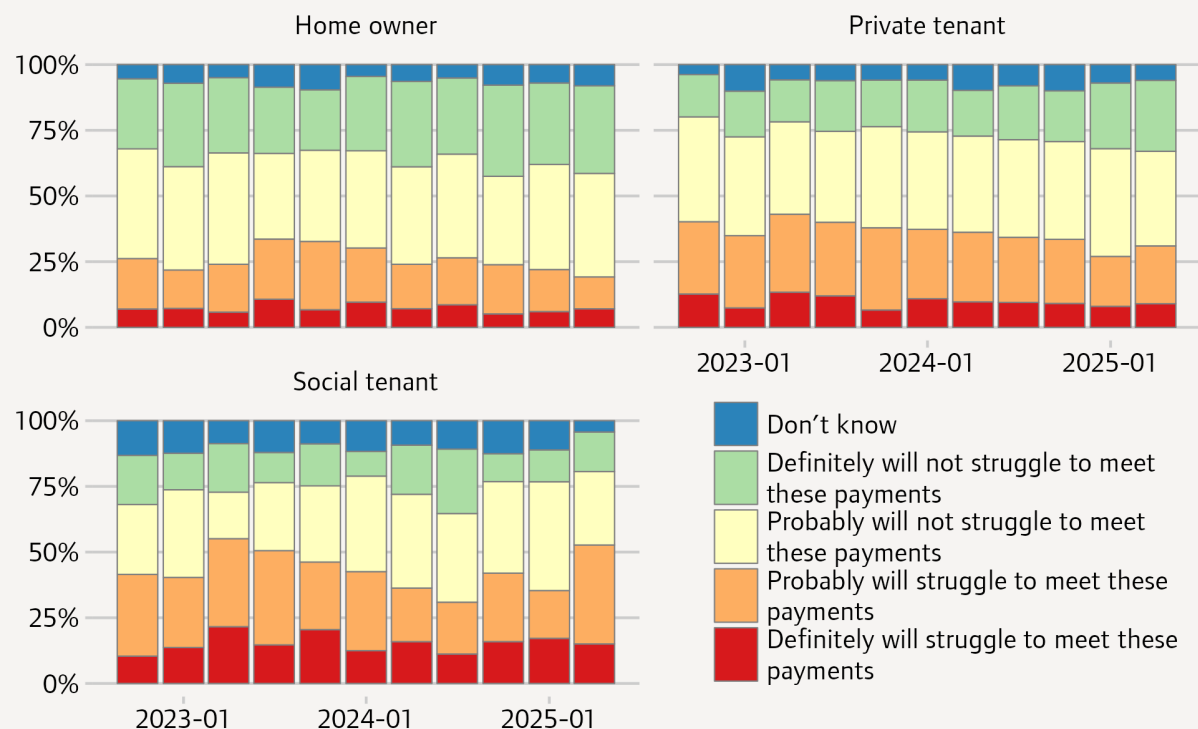 Home owner
Private tenant
100%
75%
50%
25%
0%
2023-01
2024-01
2025-01
Social tenant
100%
75%
50%
25%
0%
2023-01
2024-01
2025-01
Don't know
Definitely will not struggle to meet
these payments
Probably will not struggle to meet
these payments
Probably will struggle to meet these
payments
Definitely will struggle to meet these
payments